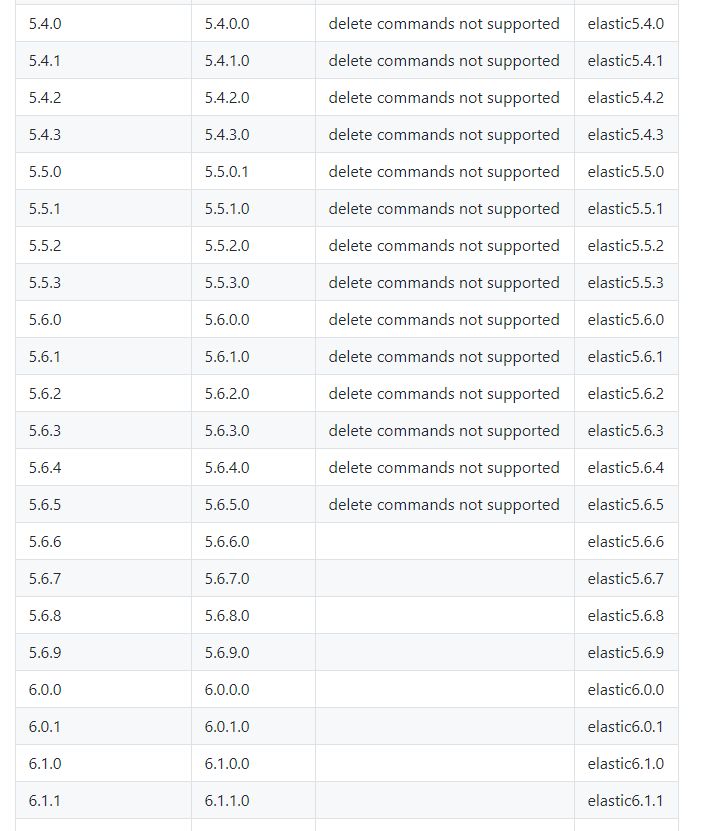 5.4.0 5.4.0.0 delete commands not supported elastic5.4.0
5.4.1 5.4.1.0 delete commands not supported elastic5.4.1
5.4.2 5.4.2.0 delete commands not supported elastic5.4.2
5.4.3 5.4.3.0 delete commands not supported elastic5.4.3
5.5.0 5.5.0.1 delete commands not supported elastic5.5.0
5.5.1 5.5.1.0 delete commands not supported elastic5.5.1
5.5.2 5.5.2.0 delete commands not supported elastic5.5.2
5.5.3 5.5.3.0 delete commands not supported elastic5.5.3
5.6.0 5.6.0.0 delete commands not supported elastic5.6.0
5.6.1 5.6.1.0 delete commands not supported elastic5.6.1
5.6.2 5.6.2.0 delete commands not supported elastic5.6.2
5.6.3 5.6.3.0 delete commands not supported elastic5.6.3
5.6.4 5.6.4.0 delete commands not supported elastic5.6.4
5.6.5 5.6.5.0 delete commands not supported elastic5.6.5
5.6.6 5.6.6.0 elastic5.6.6
5.6.7 5.6.7.0 elastic5.6.7
5.6.8 5.6.8.0 elastic5.6.8
5.6.9 5.6.9.0 elastic5.6.9
6.0.0 6.0.0.0 elastic6.0.0
6.0.1 6.0.1.0 elastic6.0.1
6.1.0 6.1.0.0 elastic6.1.0
6.1.1 6.1.1.0 elastic6.1.1